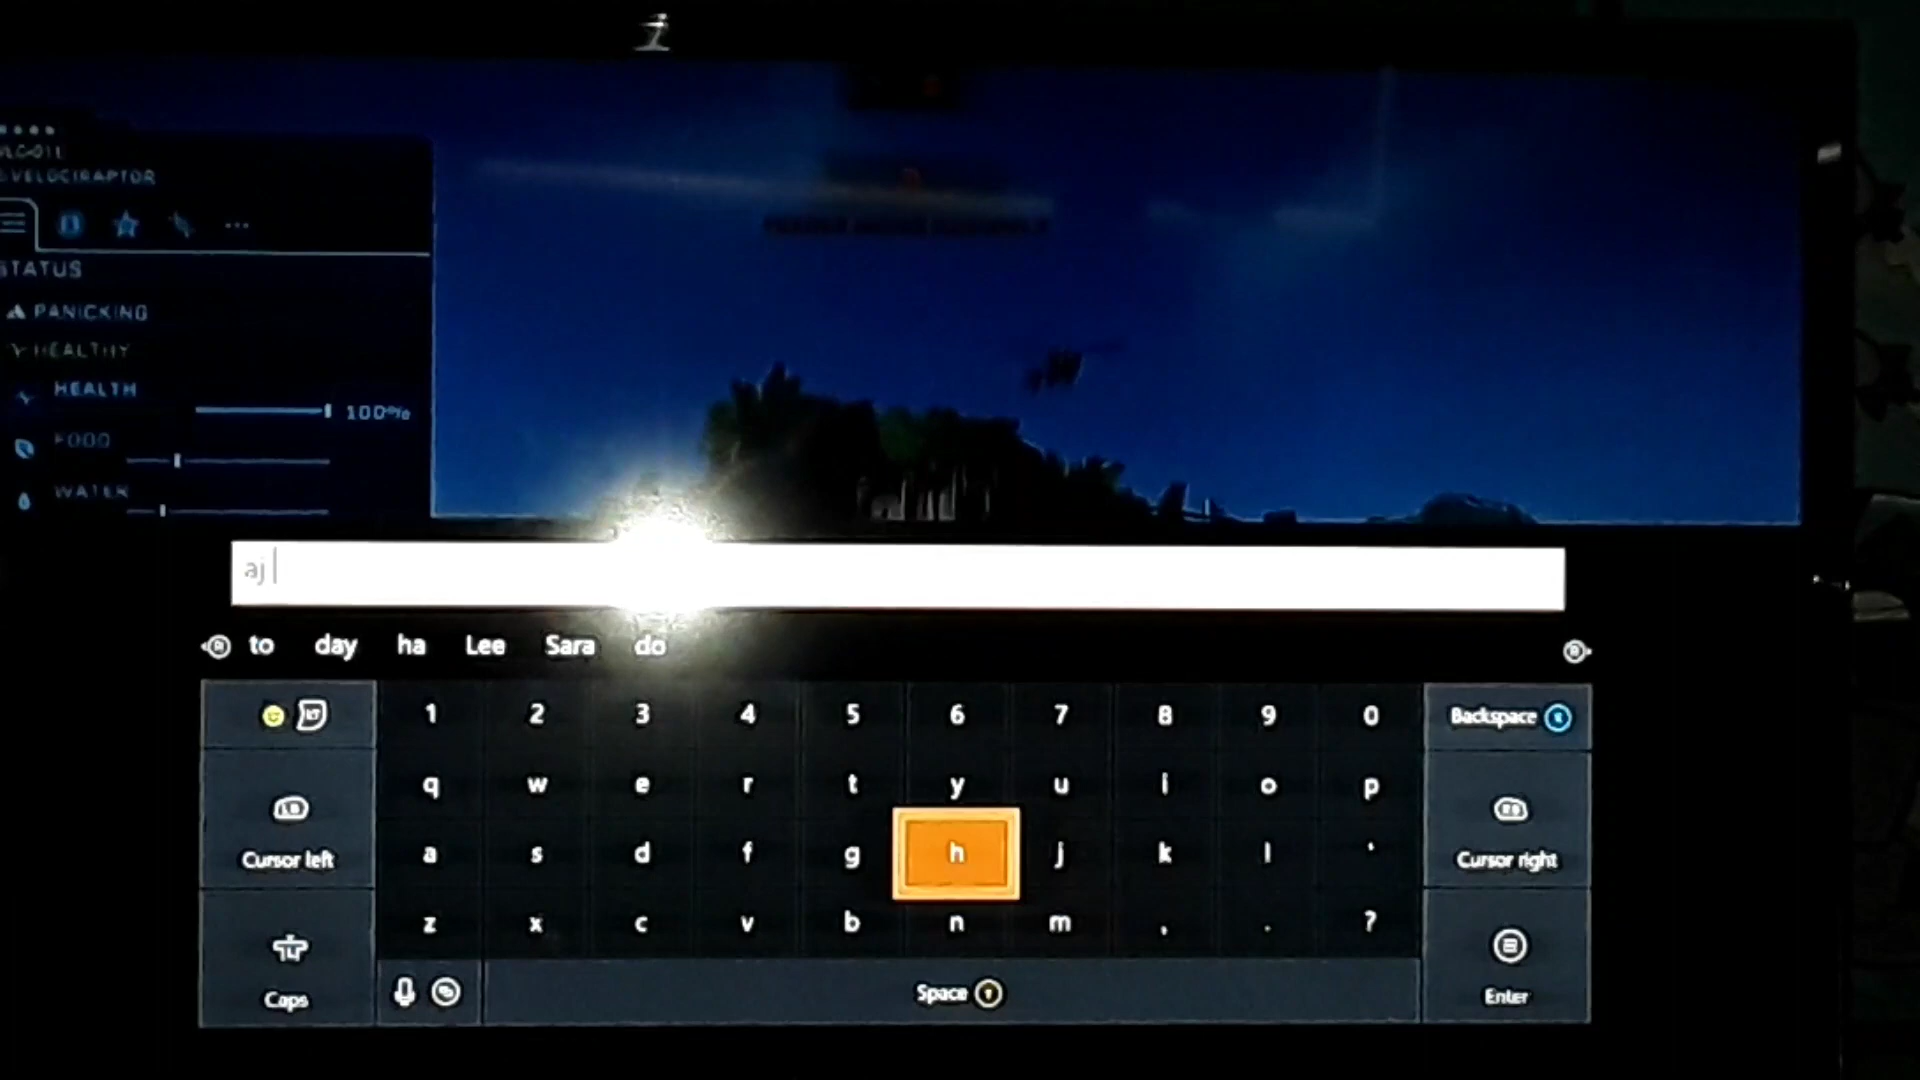 VELOCIRAPTOR
STATUS
PANICKING
HEALTHY
HEALTH
100%
FOOD
WATER
aj
to day ha Lee Sara do
1 2 3 4 5 6 7 8 9 0 Backspace
q w e r t y u i o p
Cursor left
a s d f g h j k l '
Cursor right
z x c v b n m , . ?
Caps
Space
Enter